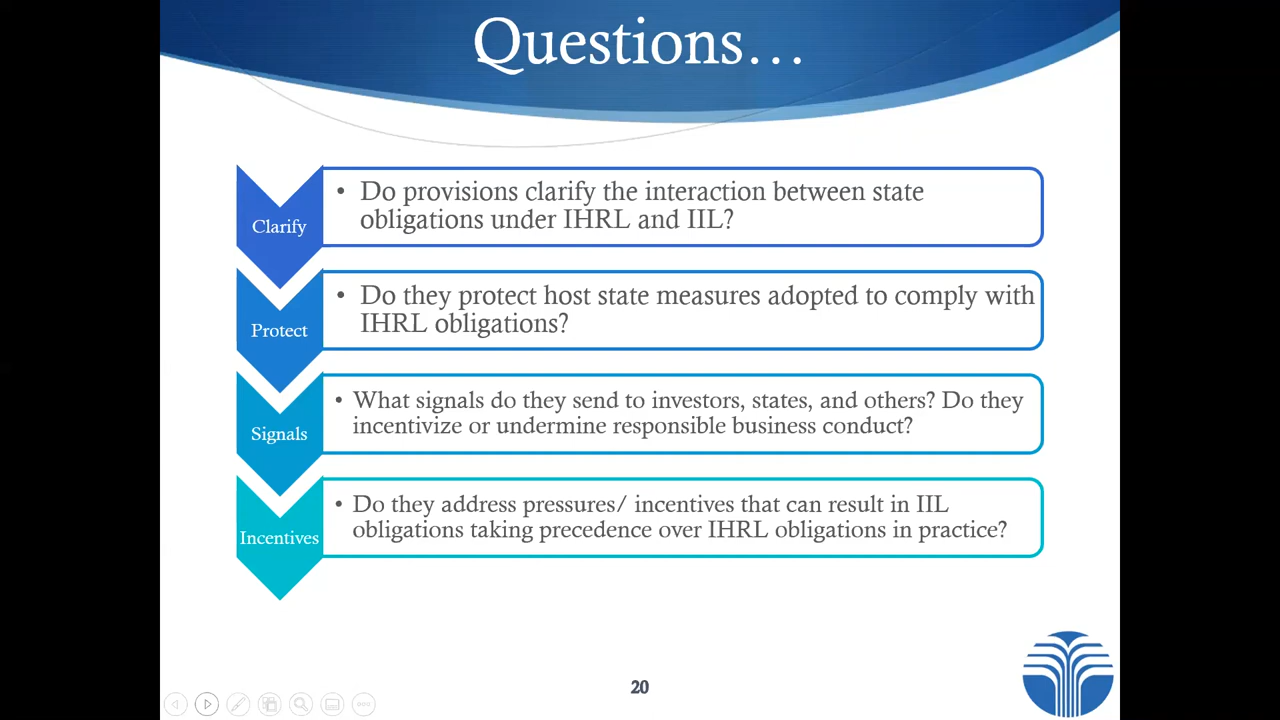 Questions...
Clarify
• Do provisions clarify the interaction between state
obligations under IHRL and IIL?
Protect
• Do they protect host state measures adopted to comply with
IHRL obligations?
Signals
• What signals do they send to investors, states, and others? Do they
incentivize or undermine responsible business conduct?
Incentives
• Do they address pressures/ incentives that can result in IIL
obligations taking precedence over IHRL obligations in practice?
20